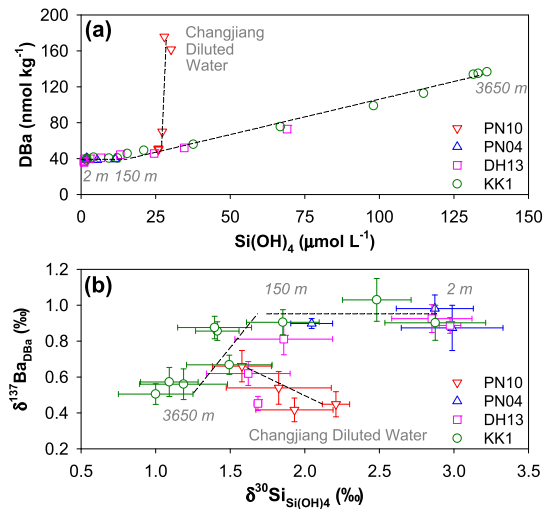 (a)
Changjiang
Diluted
Water
3650 m
2 m 150 m
DBa (nmol kg⁻¹)
200
160
120
80
40
0
0 25 50 75 100 125 150
Si(OH)₄ (μmol L⁻¹)
PN10
PN04
DH13
KK1
(b)
150 m
2 m
3650 m
Changjiang Diluted Water
δ¹³⁷Ba_DBa (‰)
1.2
1.0
0.8
0.6
0.4
0.2
0.5 1.0 1.5 2.0 2.5 3.0 3.5
δ³⁰Si_Si(OH)4 (‰)
PN10
PN04
DH13
KK1